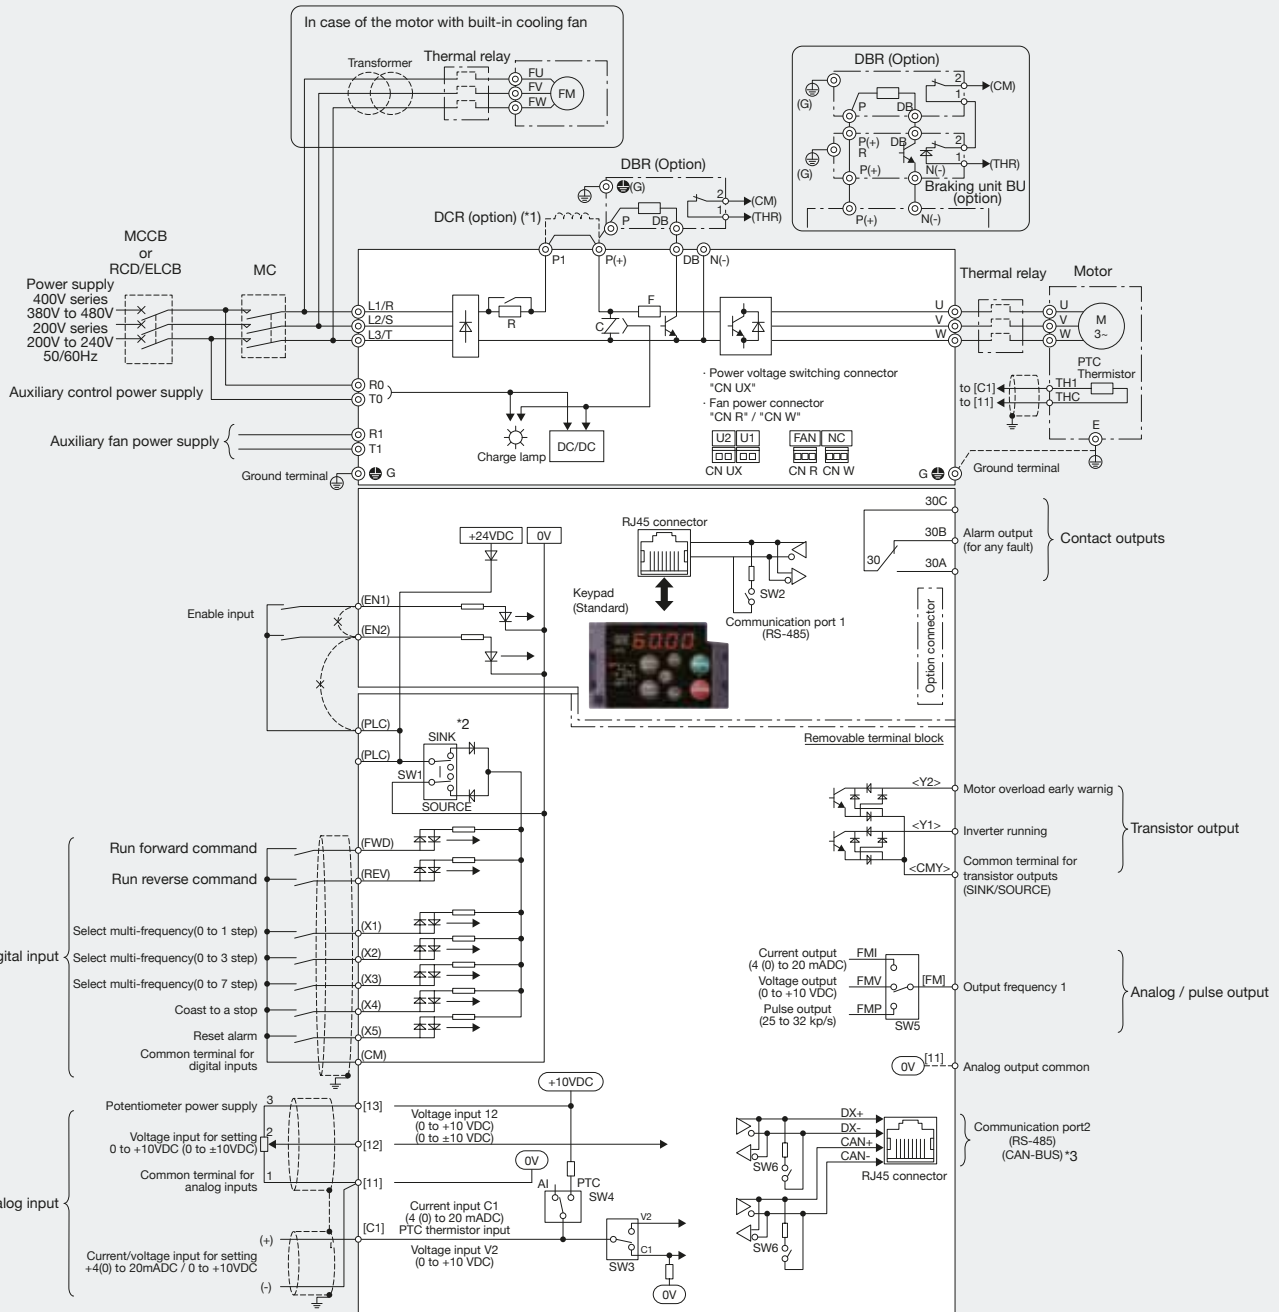 In case of the motor with built-in cooling fan
Transformer
Thermal relay
FU
FV
FW
FM
DBR (Option)
(G)
P
DB
2
1
(CM)
P(+)
R
DB
2
1
(THR)
(G)
P(+)
N(-)
Braking unit BU
(option)
P(+)
N(-)
DBR (Option)
(G)
P
DB
2
1
(CM)
(THR)
DCR (option) (*1)
P1
P(+)
DB
N(-)
MCCB
or
RCD/ELCB
MC
Power supply
400V series
380V to 480V
200V series
200V to 240V
50/60Hz
L1/R
L2/S
L3/T
R
C
F
U
V
W
Thermal relay
Motor
U
V
W
M
3~
PTC
Thermistor
to [C1]
to [11]
TH1
THC
E
Auxiliary control power supply
R0
T0
Auxiliary fan power supply
R1
T1
Ground terminal
G
Charge lamp
DC/DC
· Power voltage switching connector
"CN UX"
· Fan power connector
"CN R" / "CN W"
U2 U1
FAN NC
CN UX
CN R CN W
G
Ground terminal
+24VDC
0V
RJ45 connector
SW2
Keypad
(Standard)
60.00
Communication port 1
(RS-485)
30C
30B
30
30A
Alarm output
(for any fault)
Contact outputs
Option connector
Enable input
(EN1)
(EN2)
(PLC)
(PLC)
*2
SINK
SW1
SOURCE
Removable terminal block
<Y2>
Motor overload early warnig
<Y1>
Inverter running
<CMY>
Common terminal for
transistor outputs
(SINK/SOURCE)
Transistor output
gital input
Run forward command
(FWD)
Run reverse command
(REV)
Select multi-frequency(0 to 1 step)
(X1)
Select multi-frequency(0 to 3 step)
(X2)
Select multi-frequency(0 to 7 step)
(X3)
Coast to a stop
(X4)
Reset alarm
(X5)
Common terminal for
digital inputs
(CM)
Current output
(4 (0) to 20 mADC)
FMI
Voltage output
(0 to +10 VDC)
FMV
Pulse output
(25 to 32 kp/s)
FMP
SW5
[FM]
Output frequency 1
Analog / pulse output
0V
[11]
Analog output common
alog input
Potentiometer power supply
3
[13]
+10VDC
Voltage input 12
(0 to +10 VDC)
(0 to ±10 VDC)
Voltage input for setting
0 to +10VDC (0 to ±10VDC)
2
[12]
Common terminal for
analog inputs
1
[11]
0V
AI
PTC
SW4
[C1]
Current input C1
(4 (0) to 20 mADC)
PTC thermistor input
Voltage input V2
(0 to +10 VDC)
V2
C1
SW3
0V
(+)
Current/voltage input for setting
+4(0) to 20mADC / 0 to +10VDC
(-)
DX+
DX-
CAN+
CAN-
SW6
RJ45 connector
SW6
Communication port2
(RS-485)
(CAN-BUS) *3